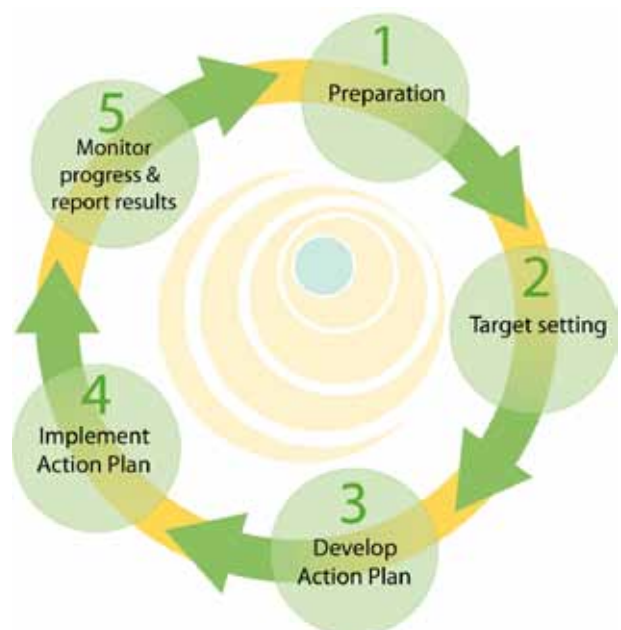 1
Preparation
2
Target setting
3
Develop
Action Plan
4
Implement
Action Plan
5
Monitor
progress &
report results